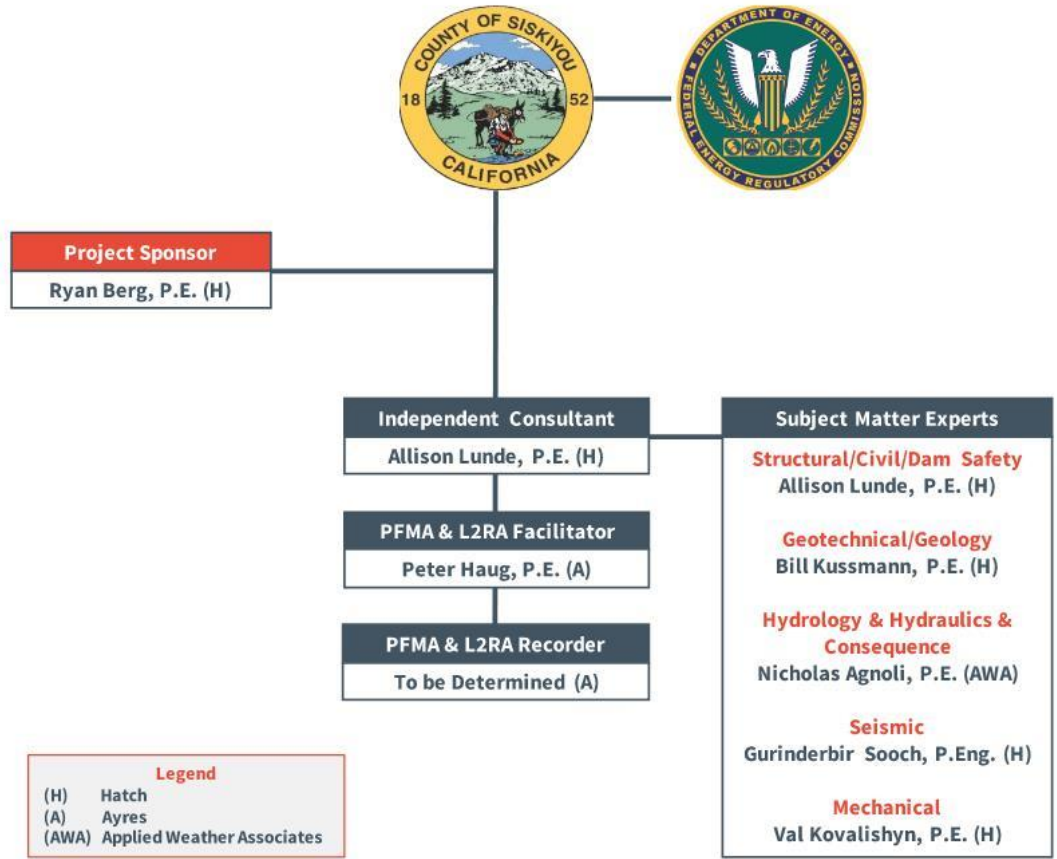 COUNTY OF SISKIYOU
18 52
CALIFORNIA
DEPARTMENT OF ENERGY
FEDERAL ENERGY REGULATORY COMMISSION
Project Sponsor
Ryan Berg, P.E. (H)
Independent Consultant
Allison Lunde, P.E. (H)
PFMA & L2RA Facilitator
Peter Haug, P.E. (A)
PFMA & L2RA Recorder
To be Determined (A)
Subject Matter Experts
Structural/Civil/Dam Safety
Allison Lunde, P.E. (H)
Geotechnical/Geology
Bill Kussmann, P.E. (H)
Hydrology & Hydraulics &
Consequence
Nicholas Agnoli, P.E. (AWA)
Seismic
Gurinderbir Sooch, P.Eng. (H)
Mechanical
Val Kovalishyn, P.E. (H)
Legend
(H) Hatch
(A) Ayres
(AWA) Applied Weather Associates